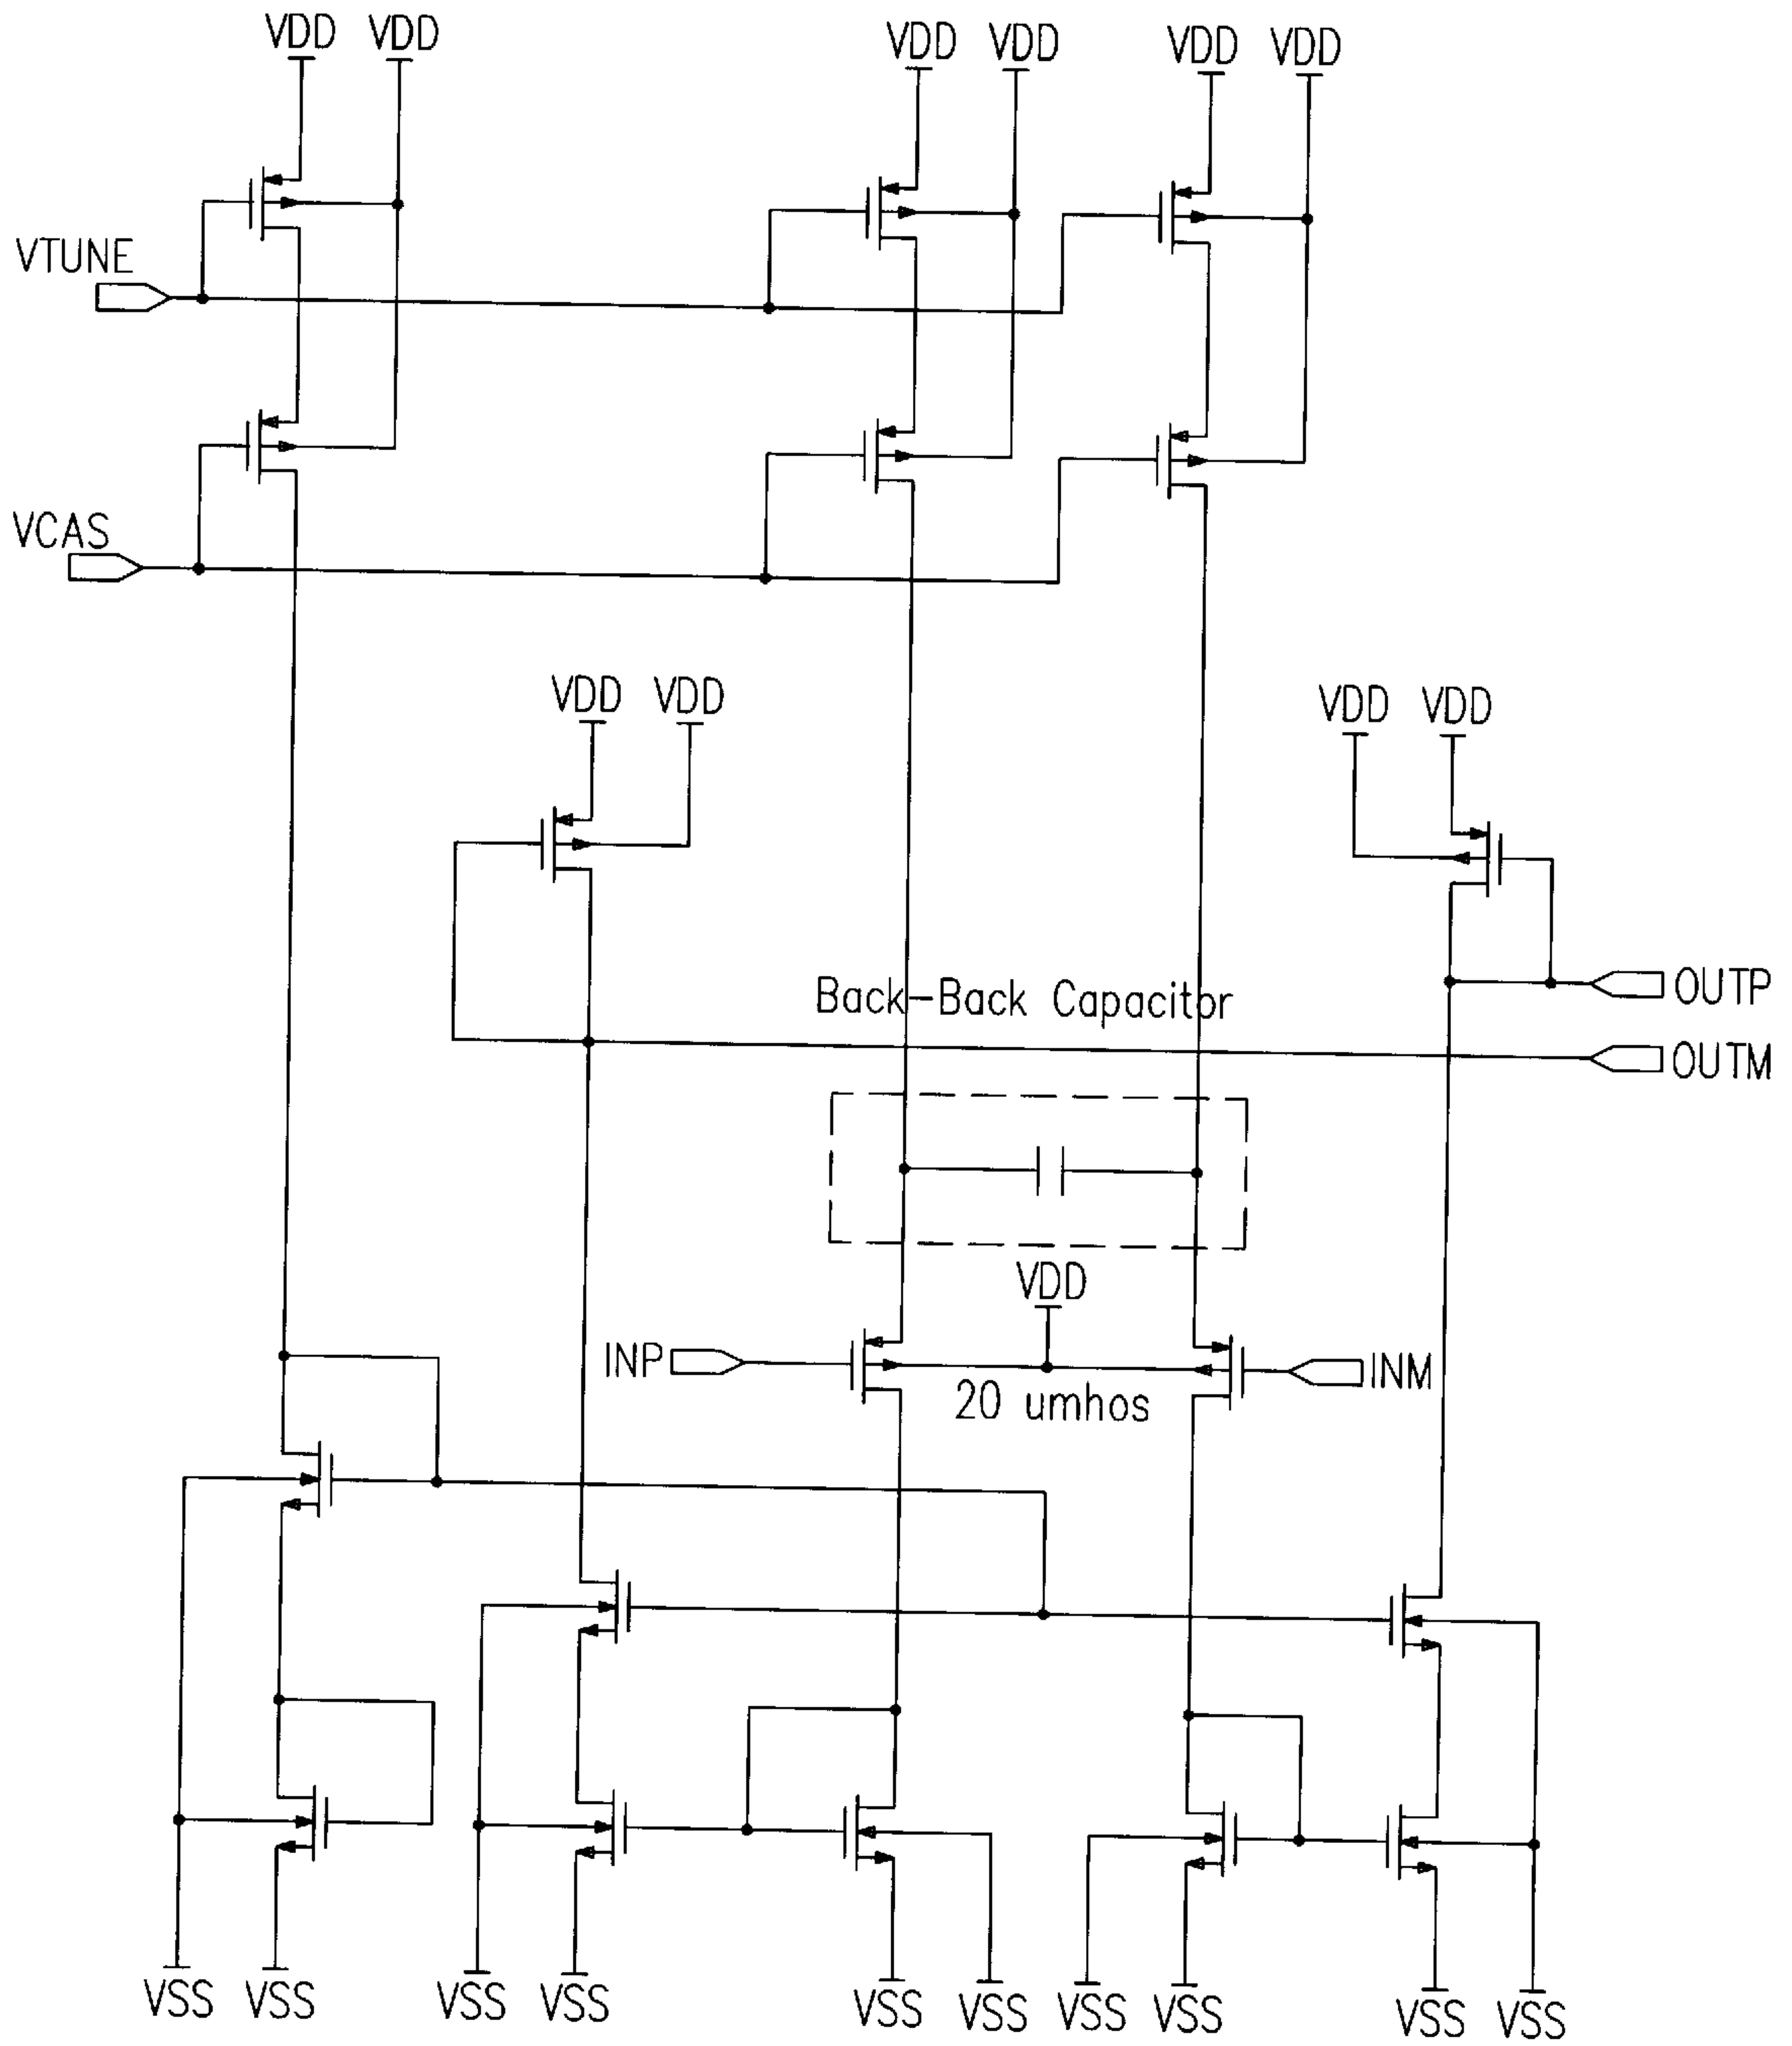 VDD VDD VDD VDD VDD VDD
VTUNE
VCAS
VDD VDD VDD VDD
Back-Back Capacitor
OUTP
OUTM
VDD
INP
INM
20 umhos
VSS VSS VSS VSS VSS VSS VSS VSS VSS VSS